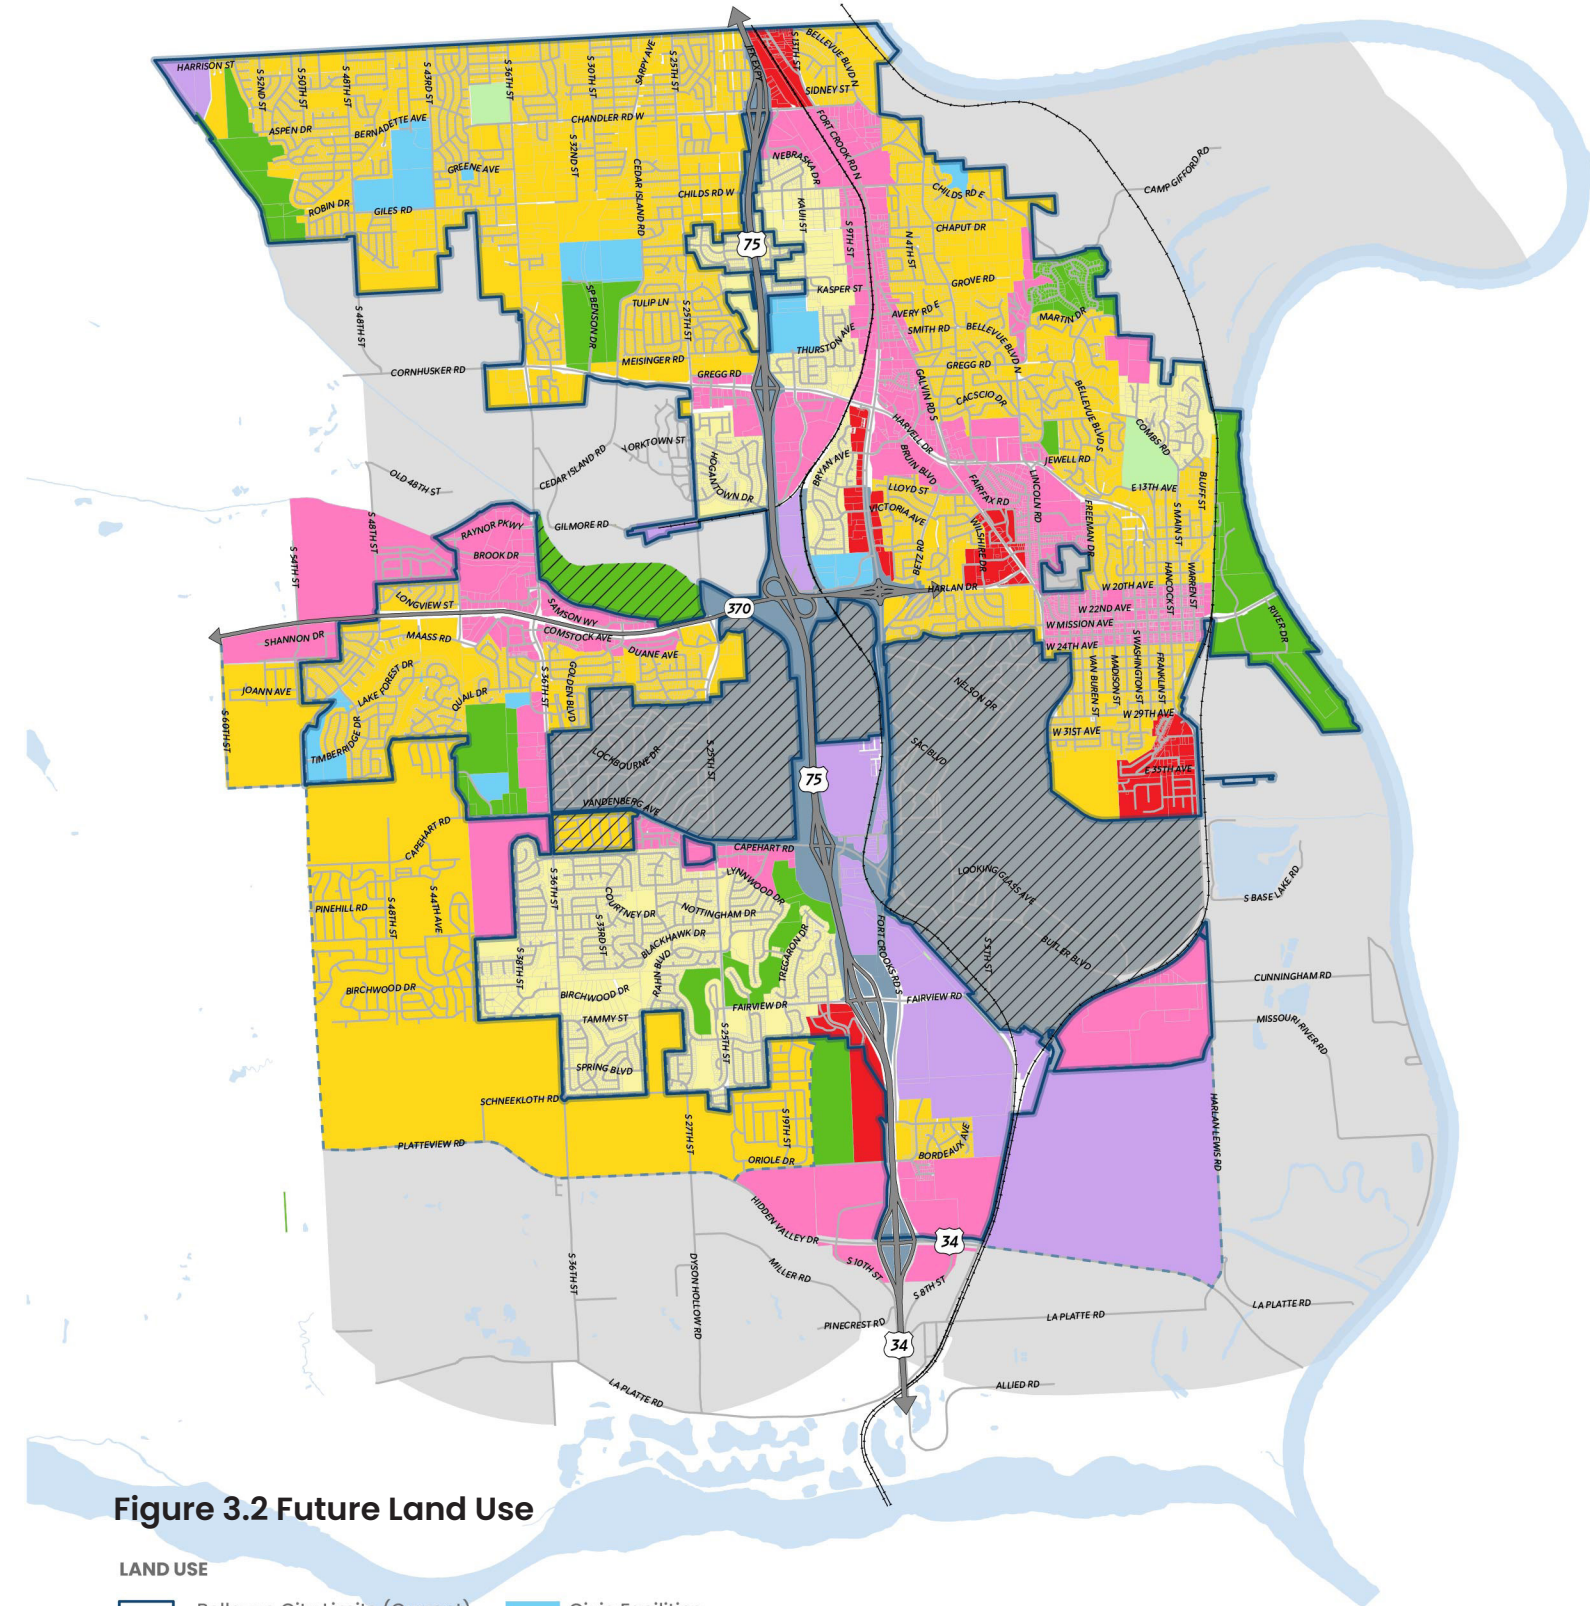 HARRISON ST
S 52ND ST
S 50TH ST
S 48TH ST
S 43RD ST
S 36TH ST
S 30TH ST
SARPY AVE
S 25TH ST
JFK EXPY
S 13TH ST
BELLEVUE BLVD N
SIDNEY ST
ASPEN DR
BERNADETTE AVE
CHANDLER RD W
FORT CROOK RD N
GREENE AVE
S 32ND ST
CEDAR ISLAND RD
NEBRASKA DR
CAMP GIFFORD RD
ROBIN DR
GILES RD
CHILDS RD W
KAUII ST
CHILDS RD E
75
S 9TH ST
N 4TH ST
CHAPUT DR
SP BENSON DR
TULIP LN
S 25TH ST
KASPER ST
GROVE RD
S 48TH ST
AVERY RD E
MARTIN DR
SMITH RD
BELLEVUE BLVD N
THURSTON AVE
CORNHUSKER RD
MEISINGER RD
GREGG RD
GREGG RD
GALVIN RD S
CACSCIO DR
BELLEVUE BLVD S
YORKTOWN ST
HARVELL DR
COMBS RD
OLD 48TH ST
CEDAR ISLAND RD
HOGANTOWN DR
BRYAN AVE
BRUIN BLVD
JEWELL RD
LLOYD ST
FAIRFAX RD
LINCOLN RD
E 13TH AVE
BLUFF ST
S 48TH ST
RAYNOR PKWY
GILMORE RD
VICTORIA AVE
FREEMAN DR
S MAIN ST
S 54TH ST
BROOK DR
BETZ RD
WILSHIRE DR
HANCOCK ST
WARREN ST
HARLAN DR
W 20TH AVE
LONGVIEW ST
SAMSON WY
370
W 22ND AVE
RIVER DR
SHANNON DR
MAASS RD
COMSTOCK AVE
W MISSION AVE
DUANE AVE
W 24TH AVE
S WASHINGTON ST
JOANN AVE
LAKE FOREST DR
QUAIL DR
S 36TH ST
GOLDEN BLVD
NELSON DR
VAN BUREN ST
MADISON ST
FRANKLIN ST
S 60TH ST
TIMBERRIDGE DR
W 29TH AVE
W 31ST AVE
LOCKBOURNE DR
S 25TH ST
SAC BLVD
E 35TH AVE
75
VANDENBERG AVE
CAPEHART RD
CAPEHART RD
S 44TH AVE
S 36TH ST
LYNNWOOD DR
LOOKING GLASS AVE
S BASE LAKE RD
PINEHILL RD
S 48TH ST
COURTNEY DR
NOTTINGHAM DR
S 33RD ST
BLACKHAWK DR
TREGARON DR
FORT CROOKS RD S
S 5TH ST
BUTLER BLVD
S 38TH ST
RAHN BLVD
CUNNINGHAM RD
BIRCHWOOD DR
BIRCHWOOD DR
FAIRVIEW DR
FAIRVIEW RD
TAMMY ST
S 25TH ST
MISSOURI RIVER RD
SPRING BLVD
SCHNEEKLOTH RD
S 27TH ST
S 19TH ST
HARLAN LEWIS RD
PLATTEVIEW RD
ORIOLE DR
BORDEAUX AVE
HIDDEN VALLEY DR
34
S 36TH ST
DYSON HOLLOW RD
MILLER RD
S 10TH ST
S 8TH ST
PINECREST RD
LA PLATTE RD
LA PLATTE RD
34
LA PLATTE RD
ALLIED RD
Figure 3.2 Future Land Use
LAND USE